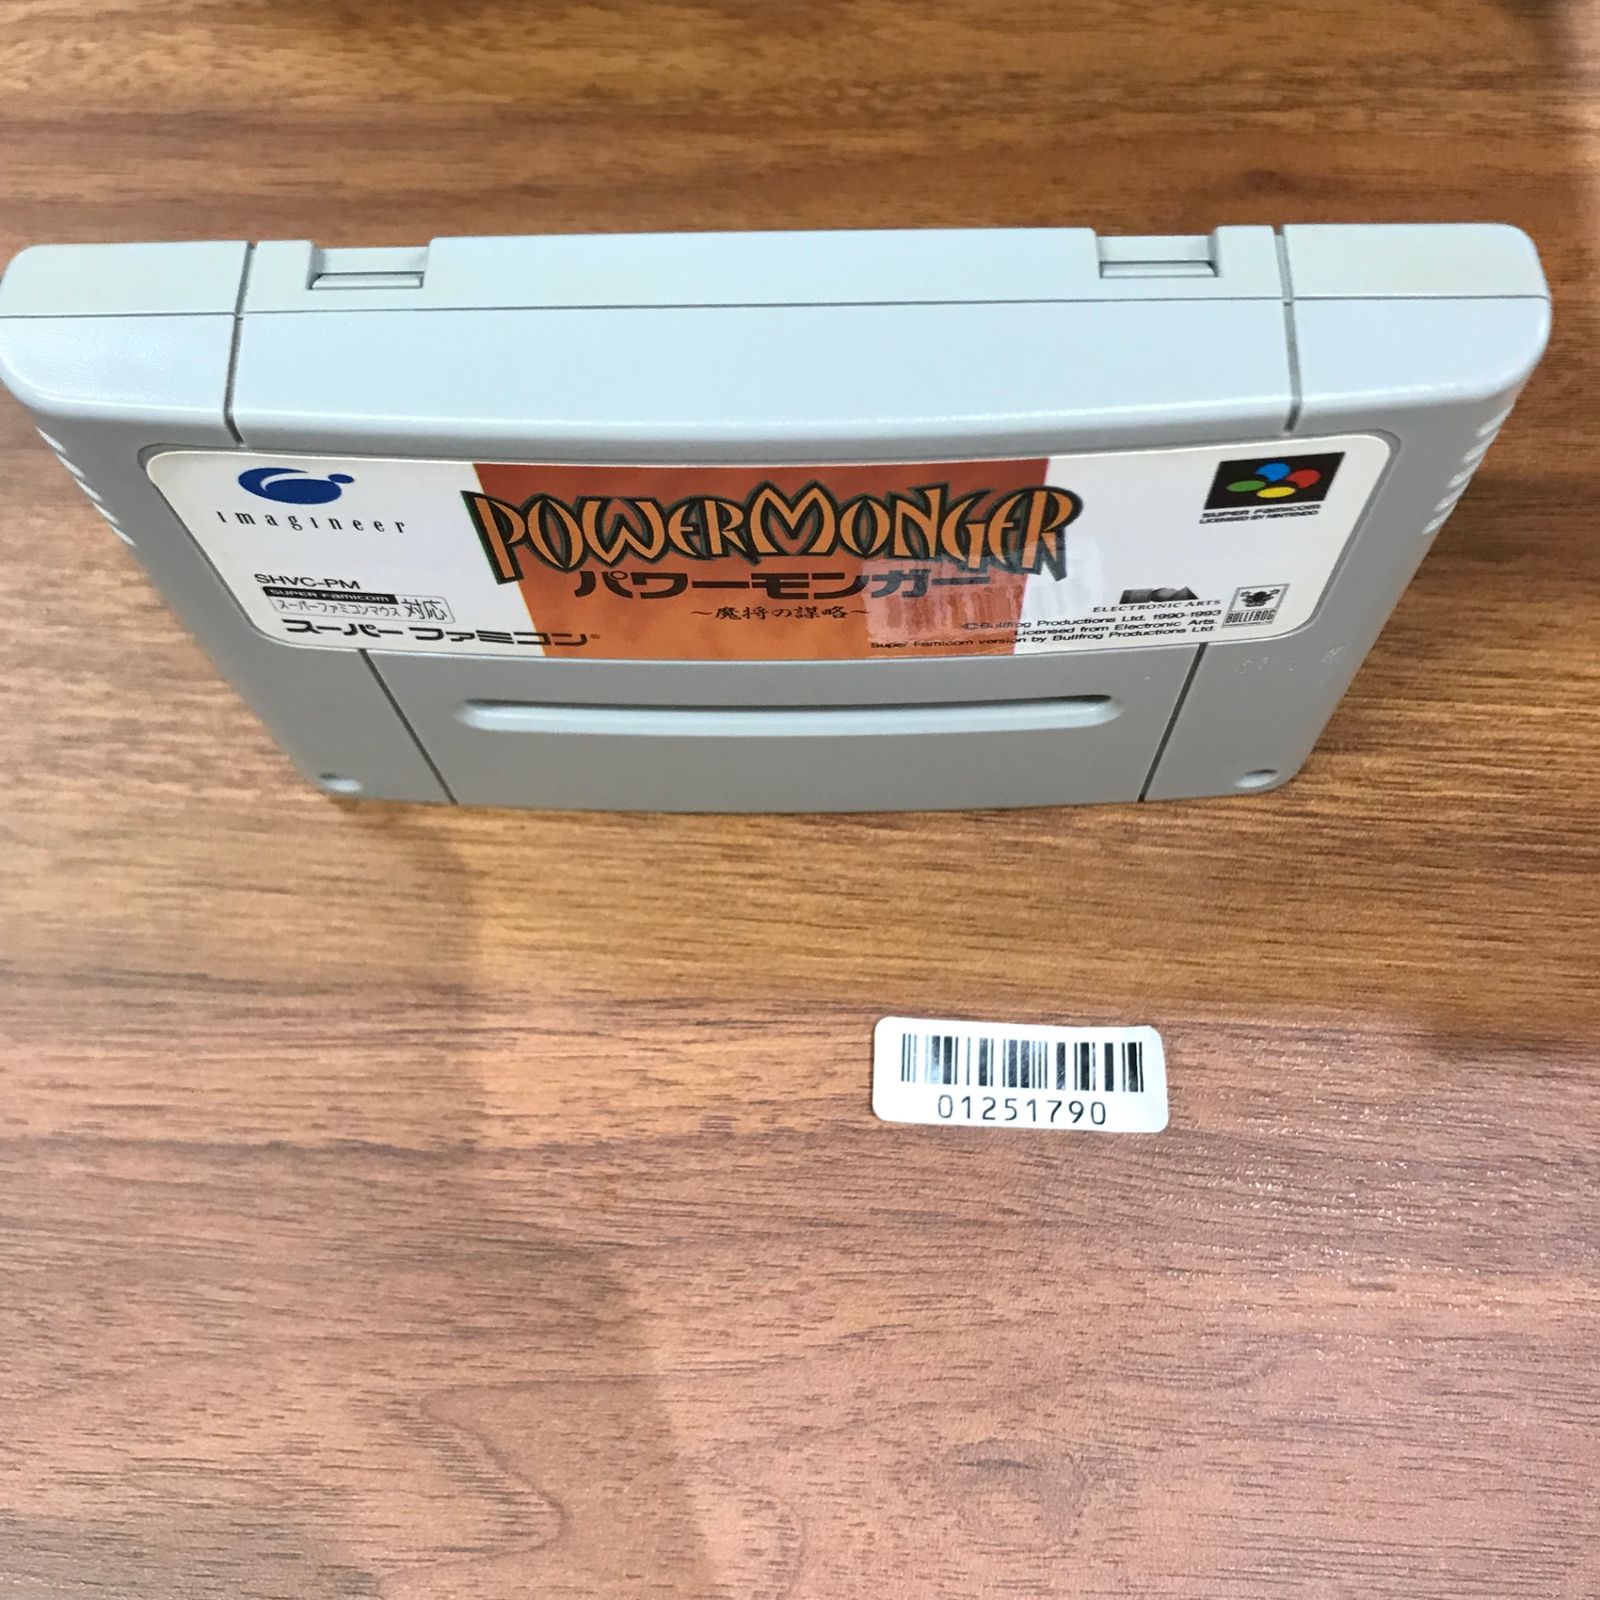 imagineer
POWERMONGER
SUPER FAMICOM
LICENSED BY NINTENDO
パワーモンガー
～魔将の謀略～
SHVC-PM
SUPER FAMICOM
スーパーファミコンマウス 対応
スーパーファミコン
ELECTRONIC ARTS
BULLFROG
©Bullfrog Productions Ltd. 1990-1993
Licensed from Electronic Arts.
Super Famicom version by Bullfrog Productions Ltd.
01251790